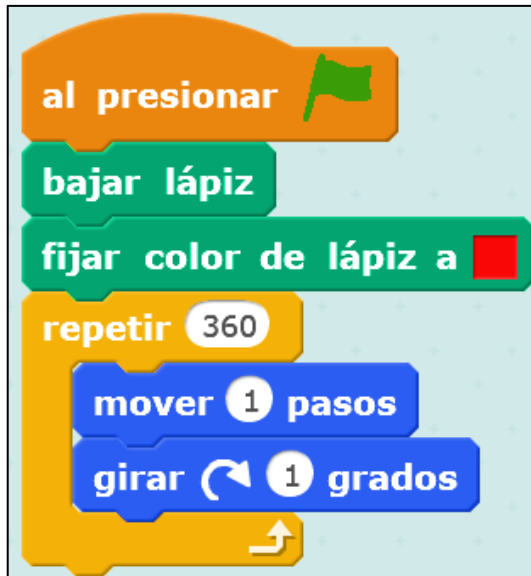 al presionar
bajar lápiz
fijar color de lápiz a
repetir 360
mover 1 pasos
girar 1 grados